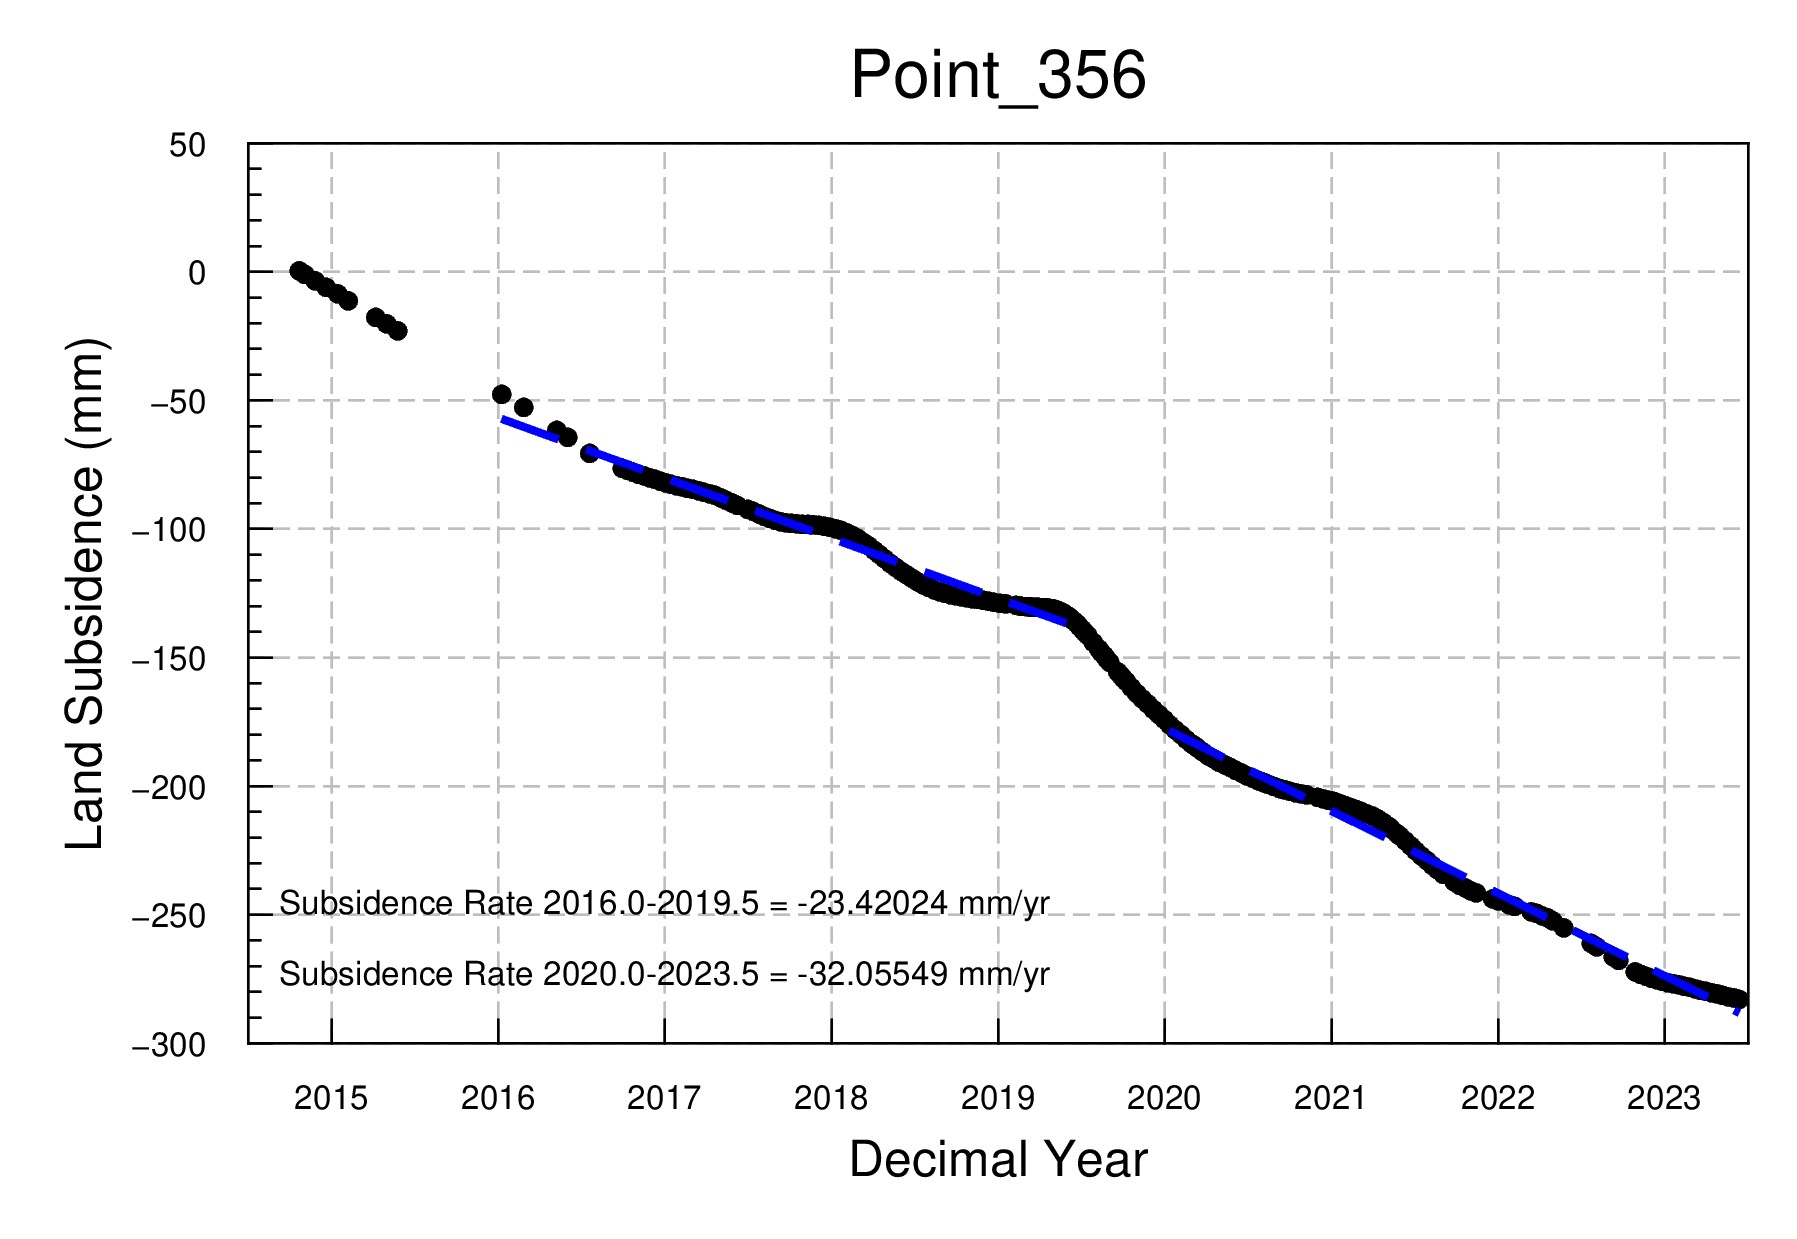 Point_356
50
0
−50
−100
−150
−200
−250
−300
Land Subsidence (mm)
Subsidence Rate 2016.0-2019.5 = -23.42024 mm/yr
Subsidence Rate 2020.0-2023.5 = -32.05549 mm/yr
2015 2016 2017 2018 2019 2020 2021 2022 2023
Decimal Year